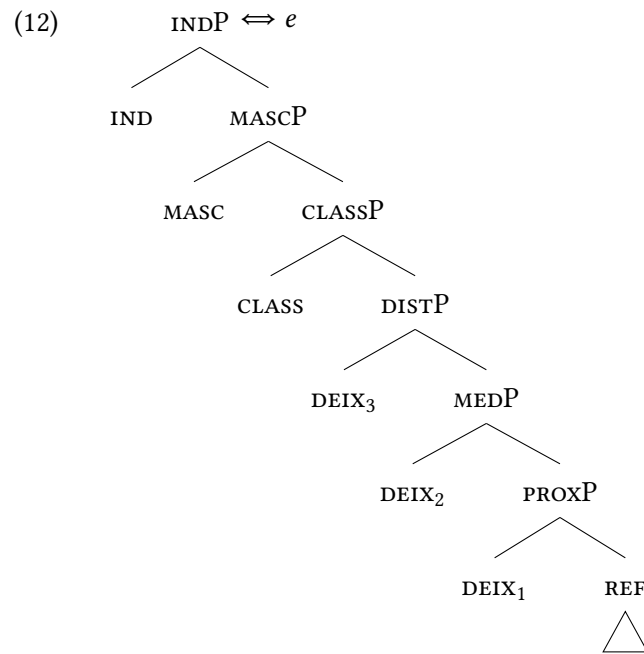 (12) INDP ⇔ e
IND MASCP
MASC CLASSP
CLASS DISTP
DEIX₃ MEDP
DEIX₂ PROXP
DEIX₁ REF